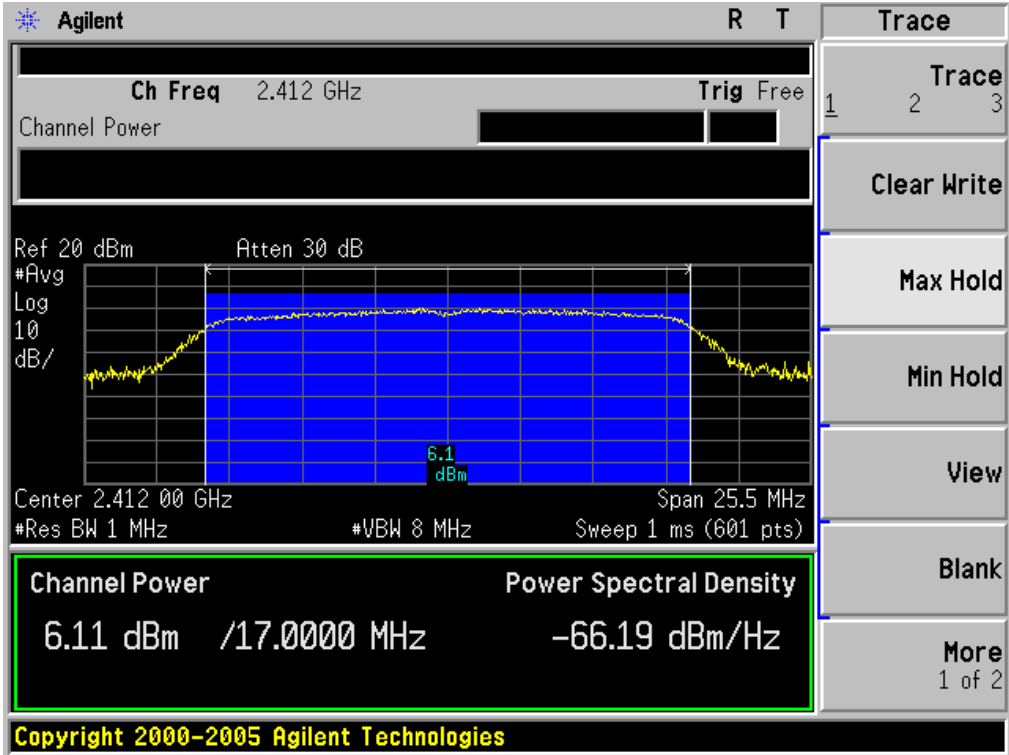 Agilent R T Trace
Ch Freq 2.412 GHz Trig Free
Channel Power
Trace
1 2 3
Clear Write
Max Hold
Min Hold
View
Blank
More
1 of 2
Ref 20 dBm Atten 30 dB
#Avg
Log
10
dB/
6.1
dBm
Center 2.412 00 GHz Span 25.5 MHz
#Res BW 1 MHz #VBW 8 MHz Sweep 1 ms (601 pts)
Channel Power Power Spectral Density
6.11 dBm /17.0000 MHz -66.19 dBm/Hz
Copyright 2000-2005 Agilent Technologies